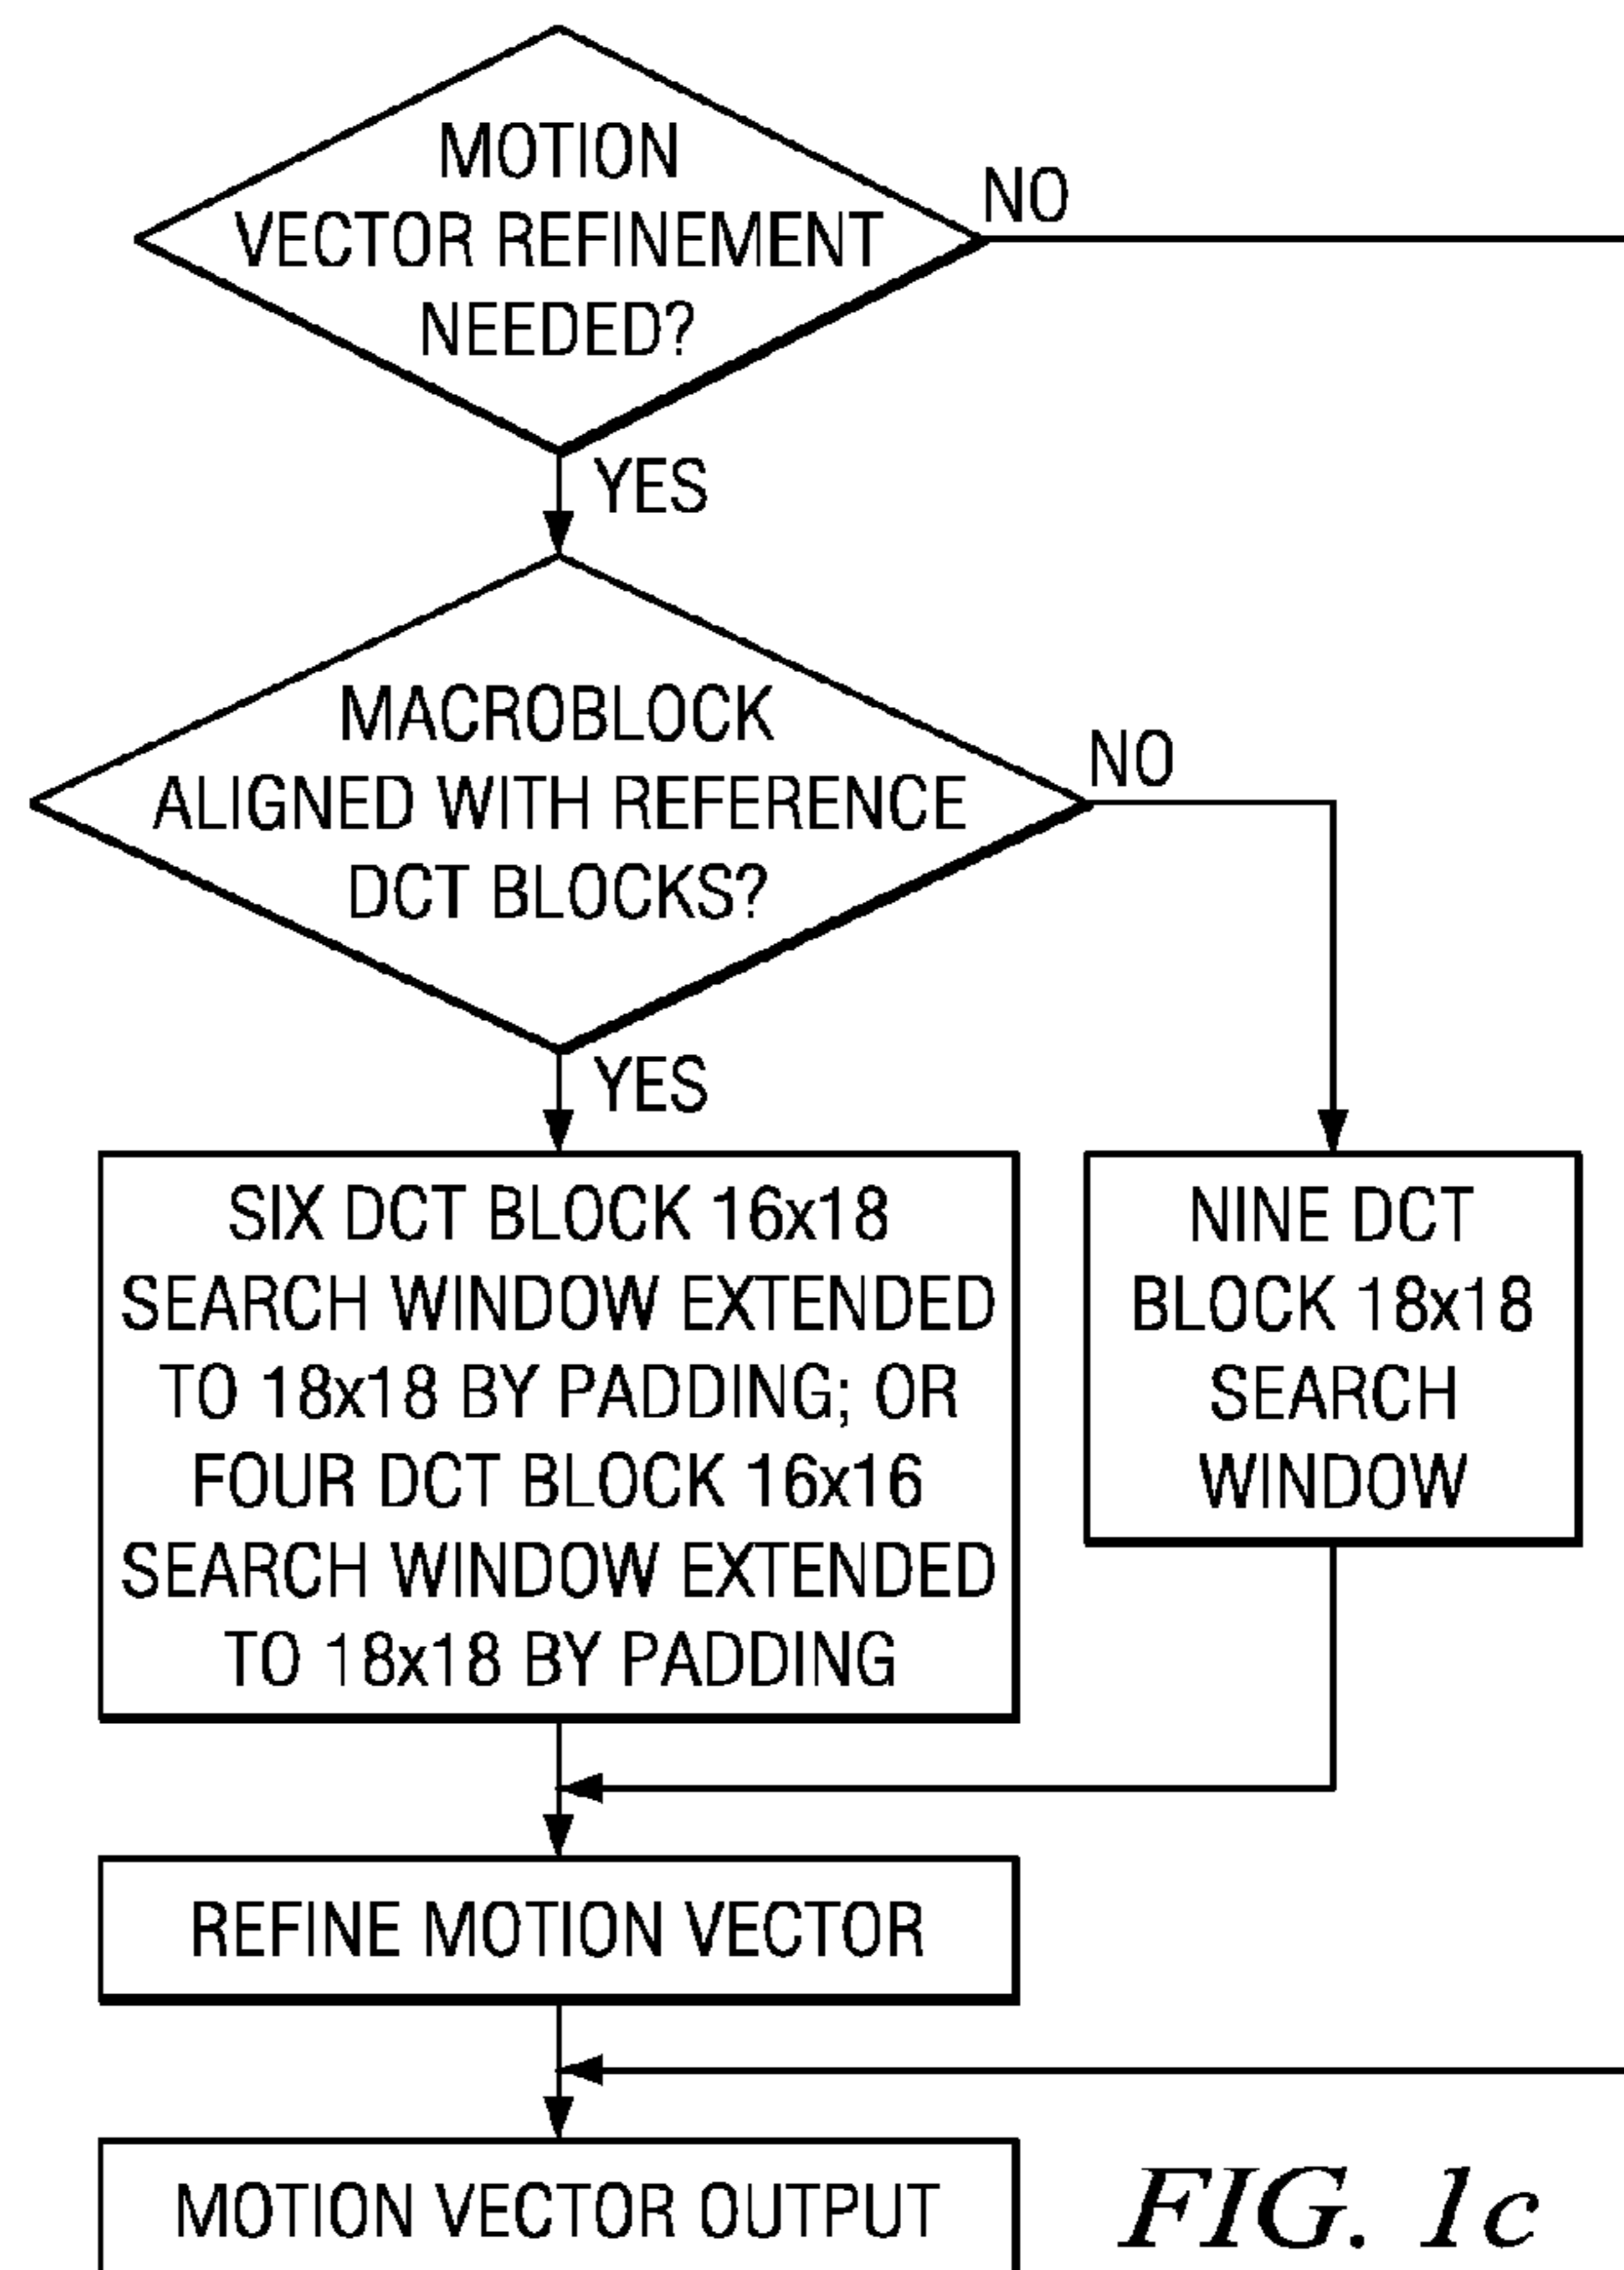 MOTION
VECTOR REFINEMENT
NEEDED?
NO
YES
MACROBLOCK
ALIGNED WITH REFERENCE
DCT BLOCKS?
NO
YES
SIX DCT BLOCK 16x18
SEARCH WINDOW EXTENDED
TO 18x18 BY PADDING; OR
FOUR DCT BLOCK 16x16
SEARCH WINDOW EXTENDED
TO 18x18 BY PADDING
NINE DCT
BLOCK 18x18
SEARCH
WINDOW
REFINE MOTION VECTOR
MOTION VECTOR OUTPUT
FIG. 1c